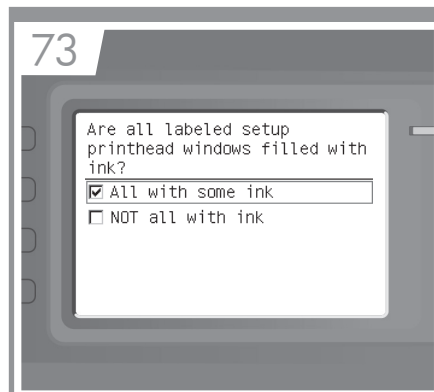 73
Are all labeled setup
printhead windows filled with
ink?
All with some ink
NOT all with ink